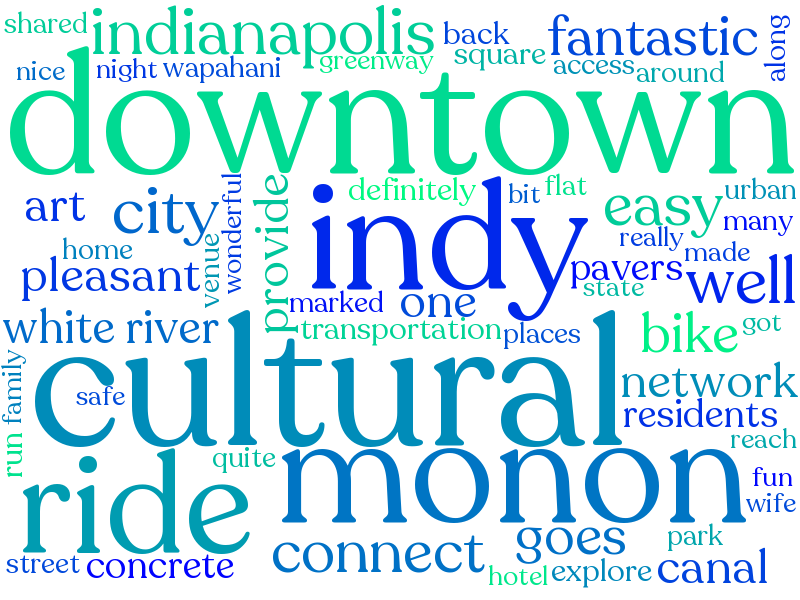 shared indianapolis back fantastic along
nice night wapahani greenway square access around
downtown
art city wonderful provide indy definitely bit flat easy urban
many
home venue really made
pleasant pavers well
marked one state
white river transportation places bike got
family safe cultural network
residents
run quite reach
ride monon fun
wife
street concrete connect goes park
hotel explore canal